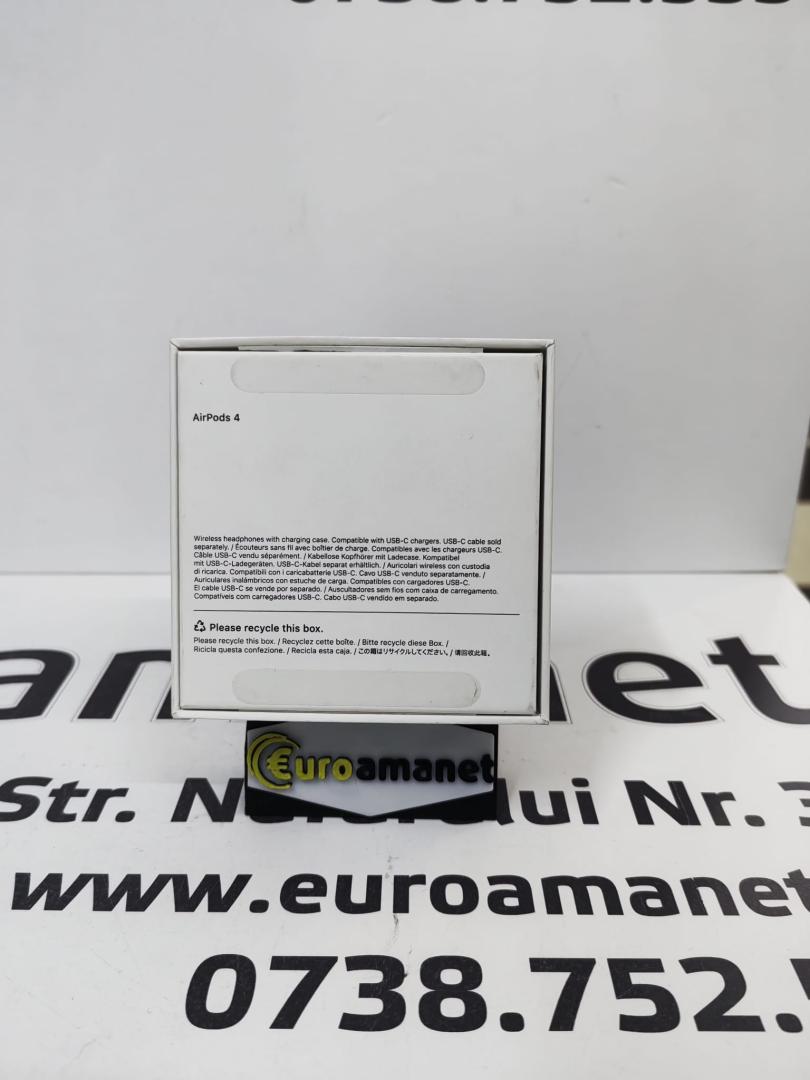 0738.752.555
AirPods 4
Wireless headphones with charging case. Compatible with USB-C chargers. USB-C cable sold
separately. / Écouteurs sans fil avec boîtier de charge. Compatibles avec les chargeurs USB-C.
Câble USB-C vendu séparément. / Kabellose Kopfhörer mit Ladecase. Kompatibel
mit USB-C-Ladegeräten. USB-C-Kabel separat erhältlich. / Auricolari wireless con custodia
di ricarica. Compatibili con i caricabatterie USB-C. Cavo USB-C venduto separatamente. /
Auriculares inalámbricos con estuche de carga. Compatibles con cargadores USB-C.
El cable USB-C se vende por separado. / Auscultadores sem fios com caixa de carregamento.
Compatíveis com carregadores USB-C. Cabo USB-C vendido em separado.
Please recycle this box.
Please recycle this box. / Recyclez cette boîte. / Bitte recycle diese Box. /
Ricicla questa confezione. / Recicla esta caja. / この箱はリサイクルしてください。/ 请回收此箱。
€uroamanet
Str. Nr. 3
www.euroamanet
0738.752.5